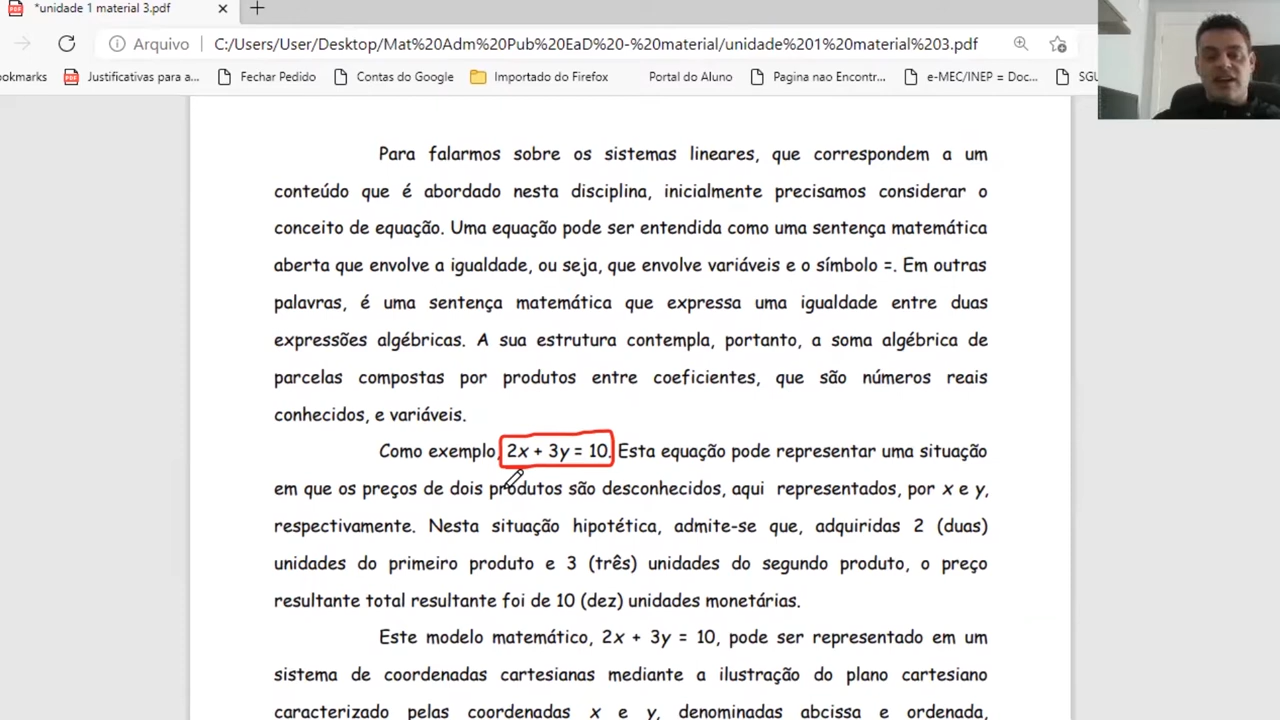 *unidade 1 material 3.pdf
Arquivo C:/Users/User/Desktop/Mat%20Adm%20Pub%20EaD%20-%20material/unidade%201%20material%203.pdf
okmarks Justificativas para a... Fechar Pedido Contas do Google Importado do Firefox Portal do Aluno Pagina nao Encontr... e-MEC/INEP = Doc... SGU
Para falarmos sobre os sistemas lineares, que correspondem a um
conteúdo que é abordado nesta disciplina, inicialmente precisamos considerar o
conceito de equação. Uma equação pode ser entendida como uma sentença matemática
aberta que envolve a igualdade, ou seja, que envolve variáveis e o símbolo =. Em outras
palavras, é uma sentença matemática que expressa uma igualdade entre duas
expressões algébricas. A sua estrutura contempla, portanto, a soma algébrica de
parcelas compostas por produtos entre coeficientes, que são números reais
conhecidos, e variáveis.
Como exemplo, 2x + 3y = 10. Esta equação pode representar uma situação
em que os preços de dois produtos são desconhecidos, aqui representados, por x e y,
respectivamente. Nesta situação hipotética, admite-se que, adquiridas 2 (duas)
unidades do primeiro produto e 3 (três) unidades do segundo produto, o preço
resultante total resultante foi de 10 (dez) unidades monetárias.
Este modelo matemático, 2x + 3y = 10, pode ser representado em um
sistema de coordenadas cartesianas mediante a ilustração do plano cartesiano
caracterizado pelas coordenadas x e y, denominadas abcissa e ordenada,